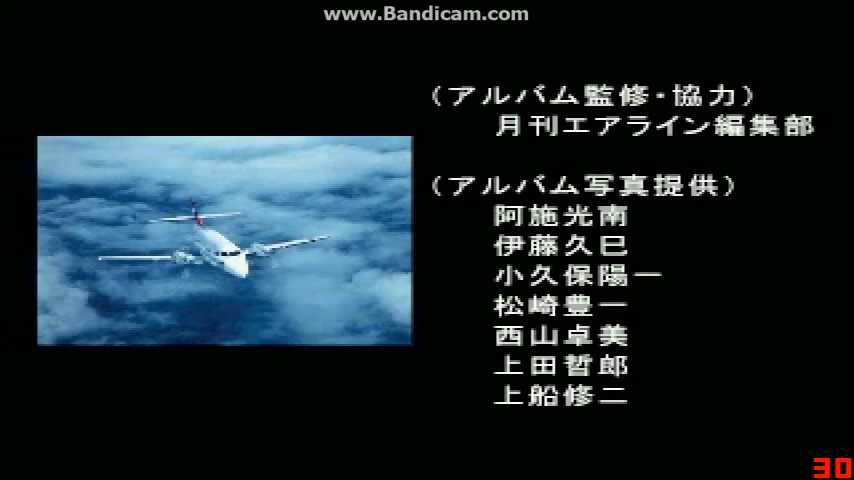 www.Bandicam.com
(アルバム監修・協力)
月刊エアライン編集部
(アルバム写真提供)
阿施光南
伊藤久巳
小久保陽一
松崎豊一
西山卓美
上田哲郎
上船修二
30